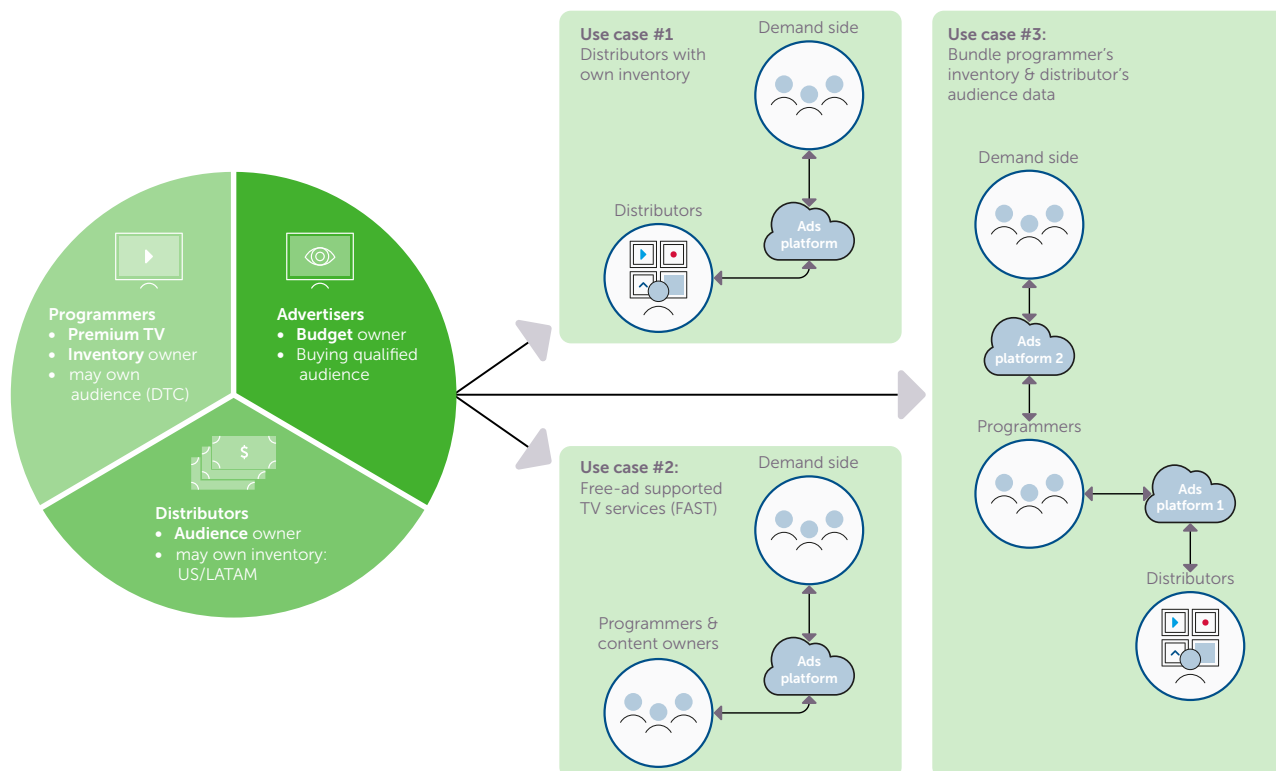 Programmers
• Premium TV
• Inventory owner
• may own
audience (DTC)
Advertisers
• Budget owner
• Buying qualified
audience
$
Distributors
• Audience owner
• may own inventory:
US/LATAM
Use case #1
Distributors with
own inventory
Demand side
Distributors
Ads
platform
Use case #2:
Free-ad supported
TV services (FAST)
Demand side
Programmers &
content owners
Ads
platform
Use case #3:
Bundle programmer’s
inventory & distributor’s
audience data
Demand side
Ads
platform 2
Programmers
Ads
platform 1
Distributors